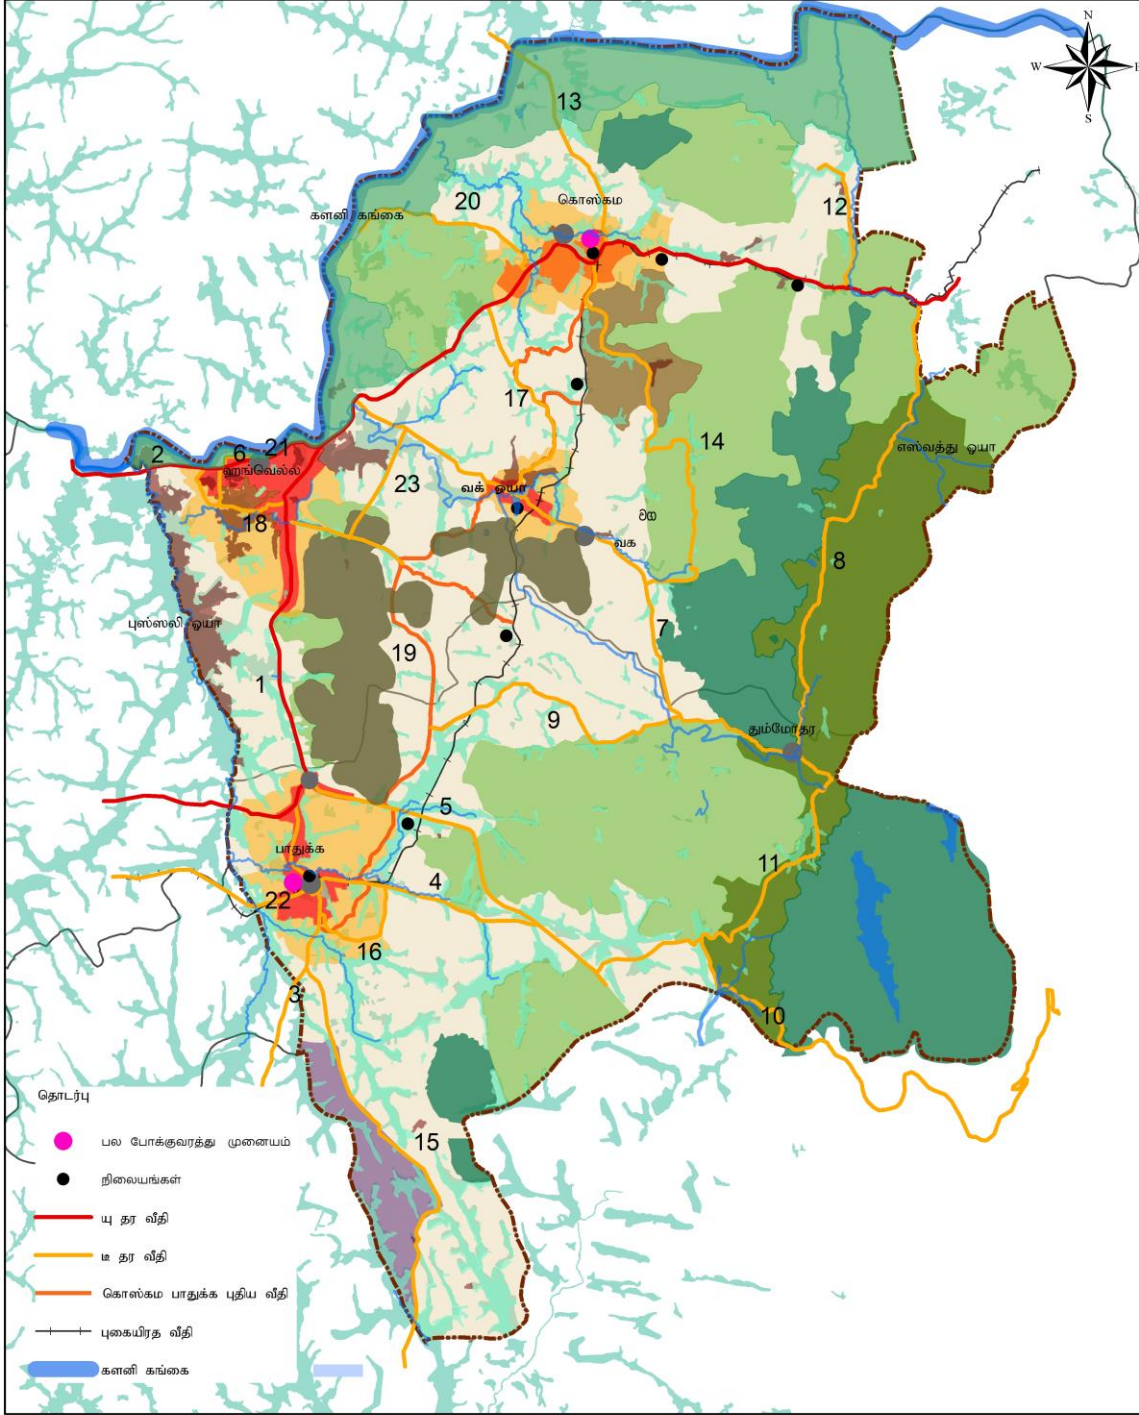 N
W E
S
13
20
கொஸ்கம
களனி கங்கை
12
17
14
எஸ்வத்து ஓயா
2
6
21
ஹங்வெல்ல
வக் ஓயா
23
වග
18
வக
8
புஸ்ஸலி ஓயா
7
19
1
9
தும்மோதர
5
பாதுக்க
11
4
22
16
3
10
தொடர்பு
15
பல போக்குவரத்து முனையம்
நிலையங்கள்
யு தர வீதி
டீ தர வீதி
கொஸ்கம பாதுக்க புதிய வீதி
புகையிரத வீதி
களனி கங்கை